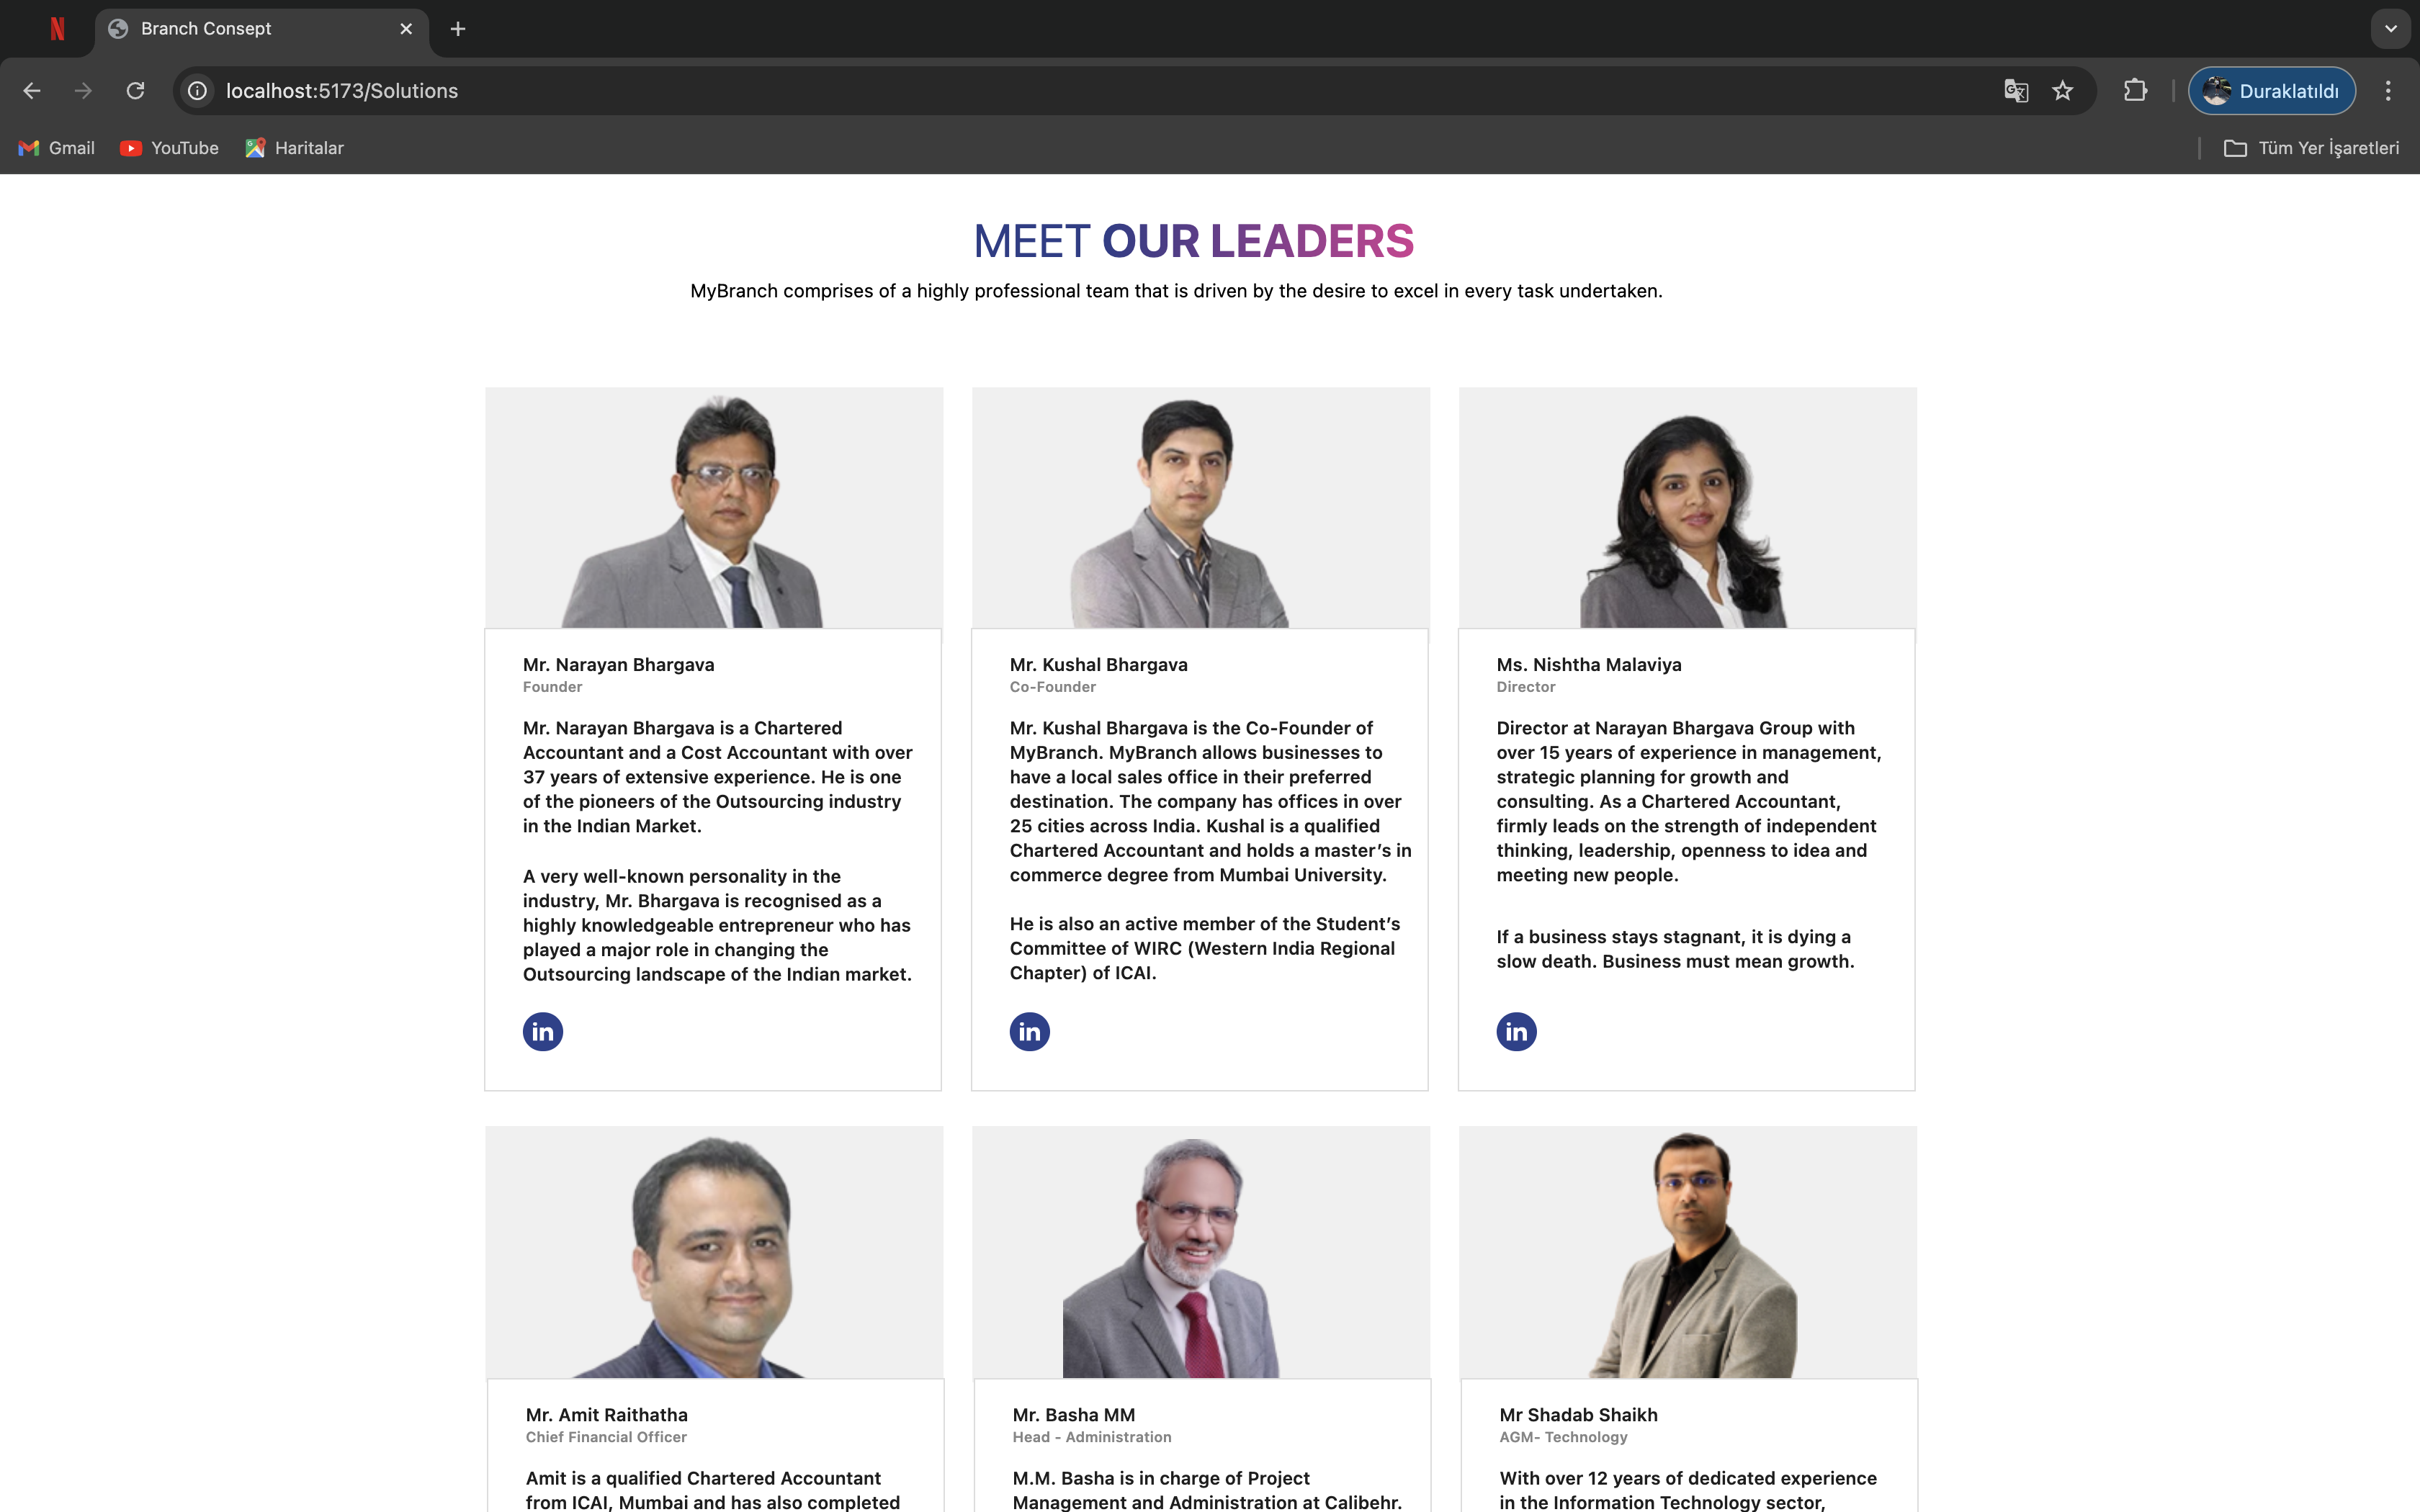 Branch Consept
localhost:5173/Solutions
Duraklatıldı
Gmail
YouTube
Haritalar
Tüm Yer İşaretleri
MEET OUR LEADERS
MyBranch comprises of a highly professional team that is driven by the desire to excel in every task undertaken.
Mr. Narayan Bhargava
Founder
Mr. Narayan Bhargava is a Chartered
Accountant and a Cost Accountant with over
37 years of extensive experience. He is one
of the pioneers of the Outsourcing industry
in the Indian Market.
A very well-known personality in the
industry, Mr. Bhargava is recognised as a
highly knowledgeable entrepreneur who has
played a major role in changing the
Outsourcing landscape of the Indian market.
in
Mr. Kushal Bhargava
Co-Founder
Mr. Kushal Bhargava is the Co-Founder of
MyBranch. MyBranch allows businesses to
have a local sales office in their preferred
destination. The company has offices in over
25 cities across India. Kushal is a qualified
Chartered Accountant and holds a master’s in
commerce degree from Mumbai University.
He is also an active member of the Student’s
Committee of WIRC (Western India Regional
Chapter) of ICAI.
in
Ms. Nishtha Malaviya
Director
Director at Narayan Bhargava Group with
over 15 years of experience in management,
strategic planning for growth and
consulting. As a Chartered Accountant,
firmly leads on the strength of independent
thinking, leadership, openness to idea and
meeting new people.
If a business stays stagnant, it is dying a
slow death. Business must mean growth.
in
Mr. Amit Raithatha
Chief Financial Officer
Amit is a qualified Chartered Accountant
from ICAI, Mumbai and has also completed
Mr. Basha MM
Head - Administration
M.M. Basha is in charge of Project
Management and Administration at Calibehr.
Mr Shadab Shaikh
AGM- Technology
With over 12 years of dedicated experience
in the Information Technology sector,